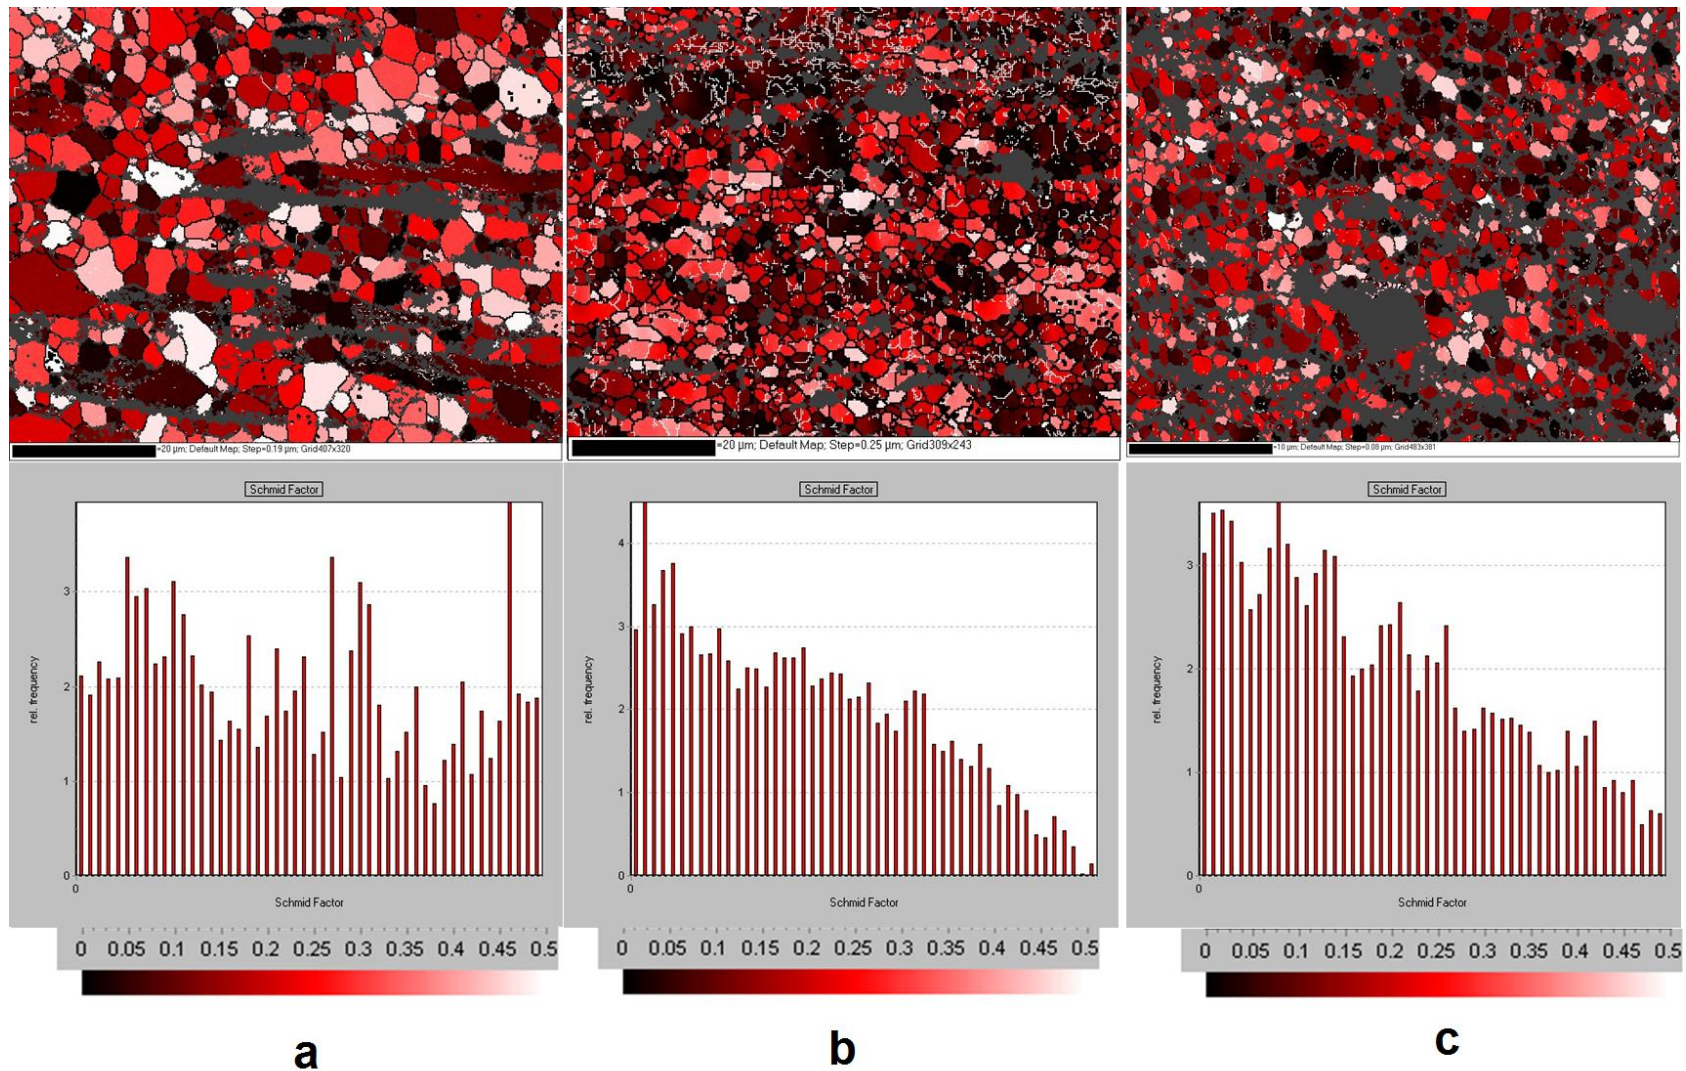 =20 µm; Default Map; Step=0.19 µm; Grid407x320
=20 µm; Default Map; Step=0.25 µm; Grid309x243
=10 µm; Default Map; Step=0.08 µm; Grid483x381
Schmid Factor
3
2
1
0
0
rel. frequency
Schmid Factor
0 0.05 0.1 0.15 0.2 0.25 0.3 0.35 0.4 0.45 0.5
Schmid Factor
4
3
2
1
0
0
rel. frequency
Schmid Factor
0 0.05 0.1 0.15 0.2 0.25 0.3 0.35 0.4 0.45 0.5
Schmid Factor
3
2
1
0
0
rel. frequency
Schmid Factor
0 0.05 0.1 0.15 0.2 0.25 0.3 0.35 0.4 0.45 0.5
a
b
c